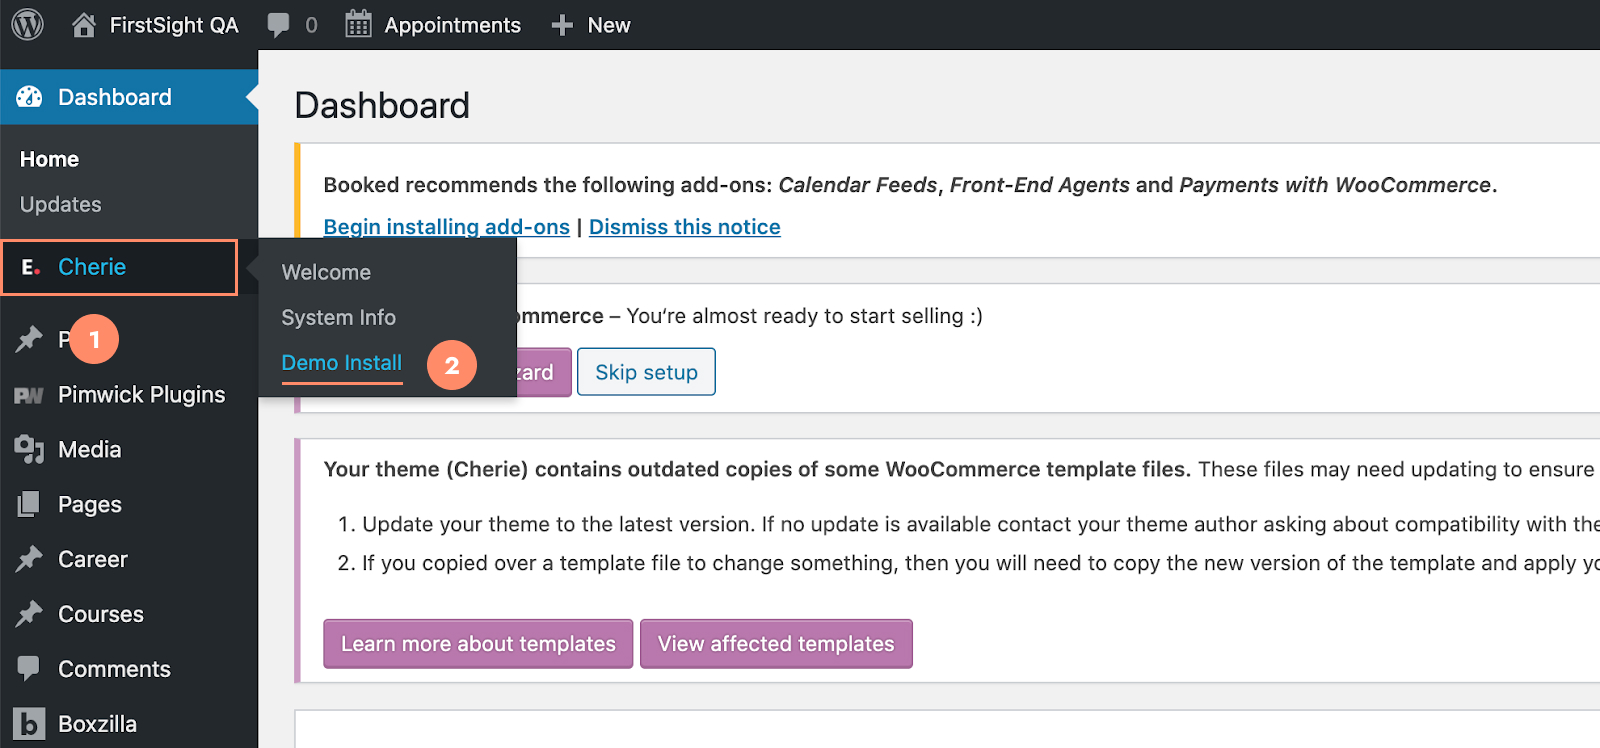 FirstSight QA 0 Appointments New
Dashboard
Home
Updates
E. Cherie
P 1
PW Pimwick Plugins
Media
Pages
Career
Courses
Comments
b Boxzilla
Welcome
System Info
Demo Install 2
Dashboard
Booked recommends the following add-ons: Calendar Feeds, Front-End Agents and Payments with WooCommerce.
Begin installing add-ons | Dismiss this notice
ommerce – You‘re almost ready to start selling :)
zard Skip setup
Your theme (Cherie) contains outdated copies of some WooCommerce template files. These files may need updating to ensure
1. Update your theme to the latest version. If no update is available contact your theme author asking about compatibility with the
2. If you copied over a template file to change something, then you will need to copy the new version of the template and apply yo
Learn more about templates View affected templates